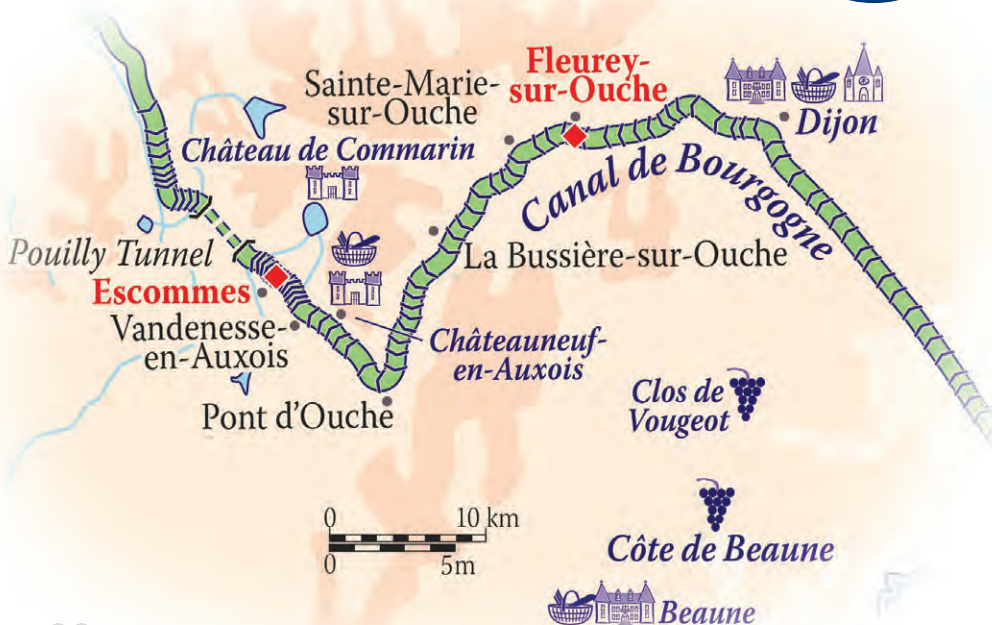 Fleurey-
sur-Ouche
Sainte-Marie-
sur-Ouche
Dijon
Château de Commarin
Canal de Bourgogne
Pouilly Tunnel
La Bussière-sur-Ouche
Escommes
Vandenesse-
en-Auxois
Châteauneuf-
en-Auxois
Pont d'Ouche
Clos de
Vougeot
0 10 km
0 5m
Côte de Beaune
Beaune